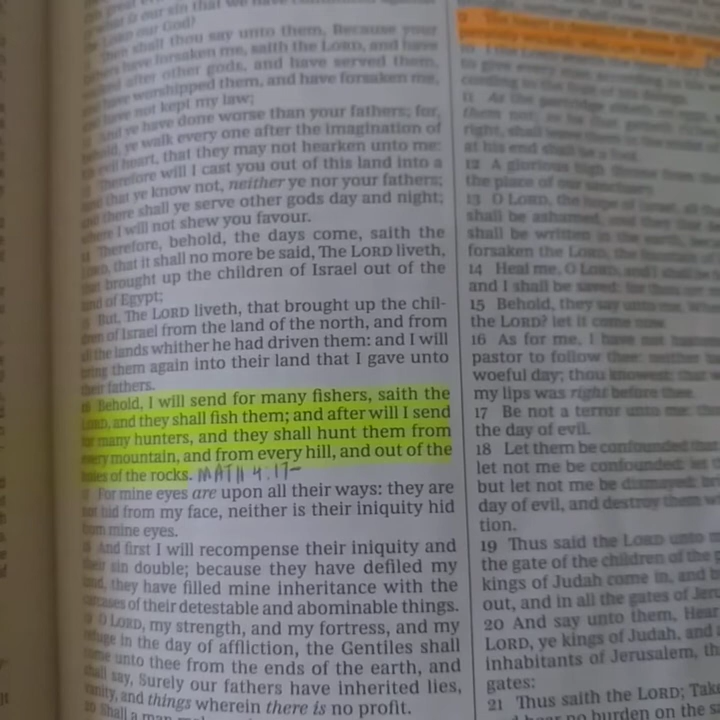 is our sin that we have
our God?
shall thou say unto them, Because your
have forsaken me, saith the LORD, and have
after other gods, and have served them,
have worshipped them, and have forsaken me,
have not kept my law;
And ye have done worse than your fathers; for,
behold, ye walk every one after the imagination of
evil heart, that they may not hearken unto me:
Therefore will I cast you out of this land into a
that ye know not, neither ye nor your fathers;
and there shall ye serve other gods day and night;
where I will not shew you favour.
Therefore, behold, the days come, saith the
that it shall no more be said, The LORD liveth,
that brought up the children of Israel out of the
land of Egypt;
But, The LORD liveth, that brought up the chil-
dren of Israel from the land of the north, and from
all the lands whither he had driven them: and I will
bring them again into their land that I gave unto
their fathers.
16 Behold, I will send for many fishers, saith the
LORD, and they shall fish them; and after will I send
for many hunters, and they shall hunt them from
every mountain, and from every hill, and out of the
holes of the rocks. MATH 4:17-
For mine eyes are upon all their ways: they are
not hid from my face, neither is their iniquity hid
from mine eyes.
And first I will recompense their iniquity and
their sin double; because they have defiled my
land, they have filled mine inheritance with the
carcases of their detestable and abominable things.
O LORD, my strength, and my fortress, and my
refuge in the day of affliction, the Gentiles shall
come unto thee from the ends of the earth, and
shall say, Surely our fathers have inherited lies,
vanity, and things wherein there is no profit.
20 Shall a man
to give every man
11 As the partridge
them not; so he that
right, shall leave them
at his end shall be a fool.
12 A glorious high throne from the
the place of our sanctuary.
13 O LORD, the hope of Israel, all
shall be ashamed, and they that
shall be written in the earth,
forsaken the LORD, the
14 Heal me, O LORD, and I shall be
and I shall be saved: for thou
15 Behold, they say unto me,
the LORD? let it come now.
16 As for me, I have not
pastor to follow thee: neither
woeful day; thou knowest: that
my lips was right before thee.
17 Be not a terror unto me:
the day of evil.
18 Let them be confounded that
let not me be confounded: let
but let not me be dismayed:
day of evil, and destroy them
tion.
19 Thus said the LORD unto
the gate of the children of the
kings of Judah come in, and
out, and in all the gates of
20 And say unto them, Hear
LORD, ye kings of Judah, and
inhabitants of Jerusalem,
gates:
21 Thus saith the LORD; Take
bear no burden on the